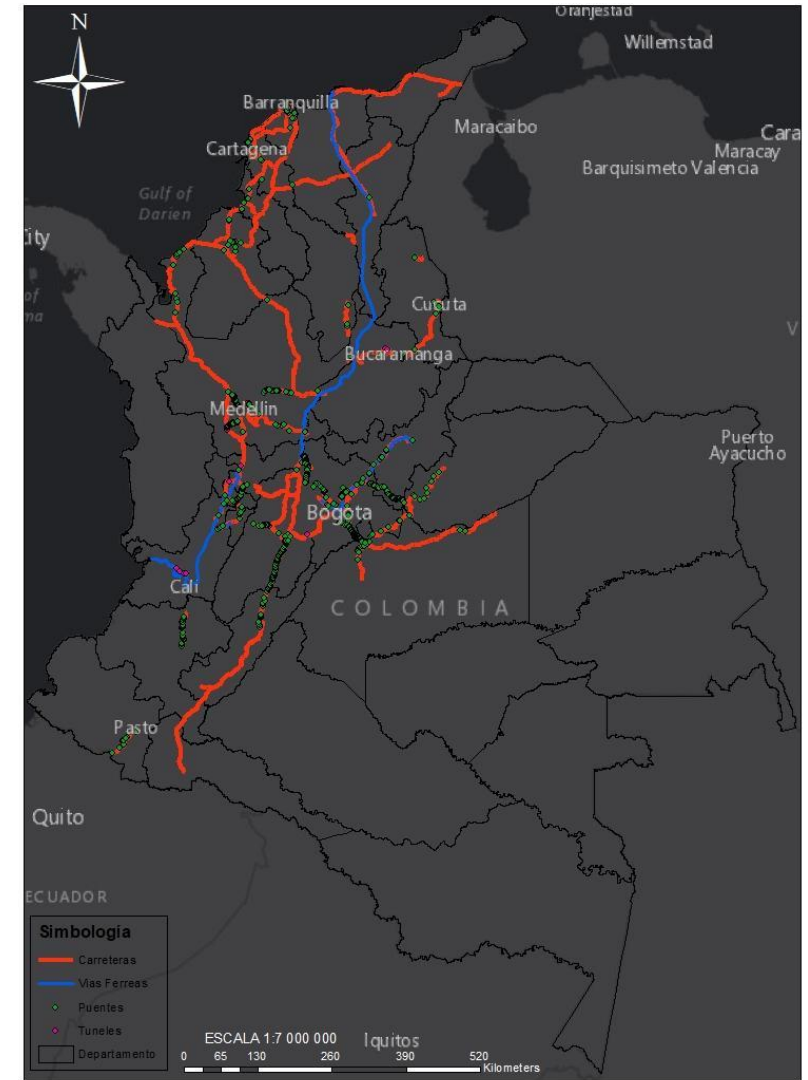 Oranjestad
N
Willemstad
Barranquilla
Maracaibo
Cara
Cartagena
Maracay
Barquisimeto Valencia
Gulf of
Darien
ity
of
ma
Cucuta
V
Bucaramanga
Medellin
Puerto
Ayacucho
Bogota
Cali
COLOMBIA
Pasto
Quito
ECUADOR
Simbología
Carreteras
Vias Ferreas
Puentes
Tuneles
Departamento
ESCALA 1:7 000 000
Iquitos
0 65 130 260 390 520
Kilometers